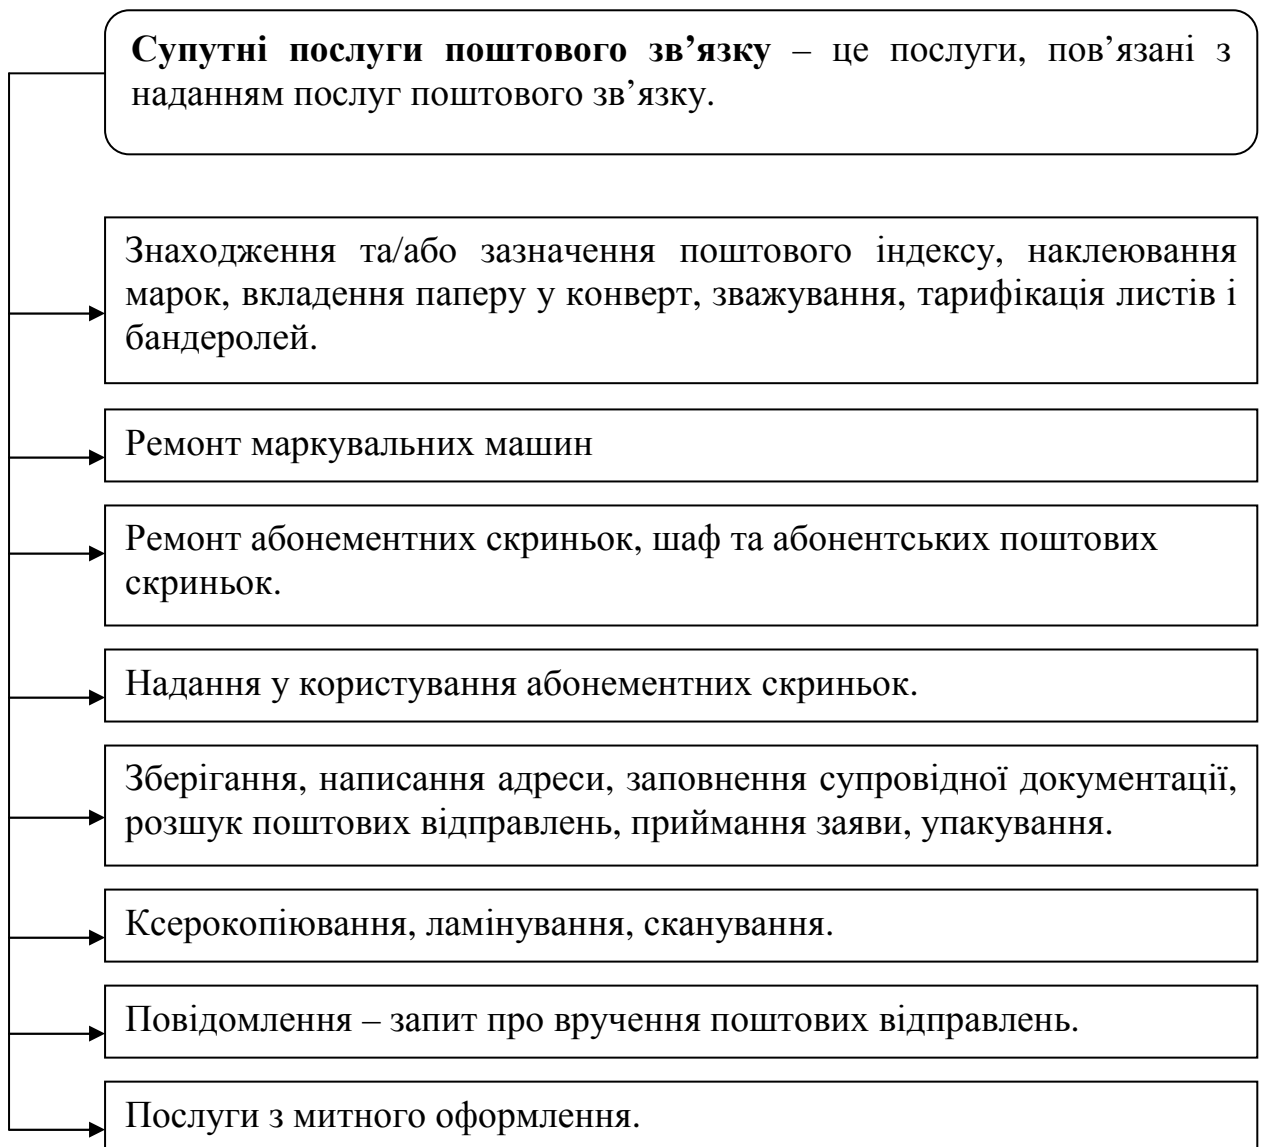 Супутні послуги поштового зв’язку – це послуги, пов’язані з
наданням послуг поштового зв’язку.
Знаходження та/або зазначення поштового індексу, наклеювання
марок, вкладення паперу у конверт, зважування, тарифікація листів і
бандеролей.
Ремонт маркувальних машин
Ремонт абонементних скриньок, шаф та абонентських поштових
скриньок.
Надання у користування абонементних скриньок.
Зберігання, написання адреси, заповнення супровідної документації,
розшук поштових відправлень, приймання заяви, упакування.
Ксерокопіювання, ламінування, сканування.
Повідомлення – запит про вручення поштових відправлень.
Послуги з митного оформлення.